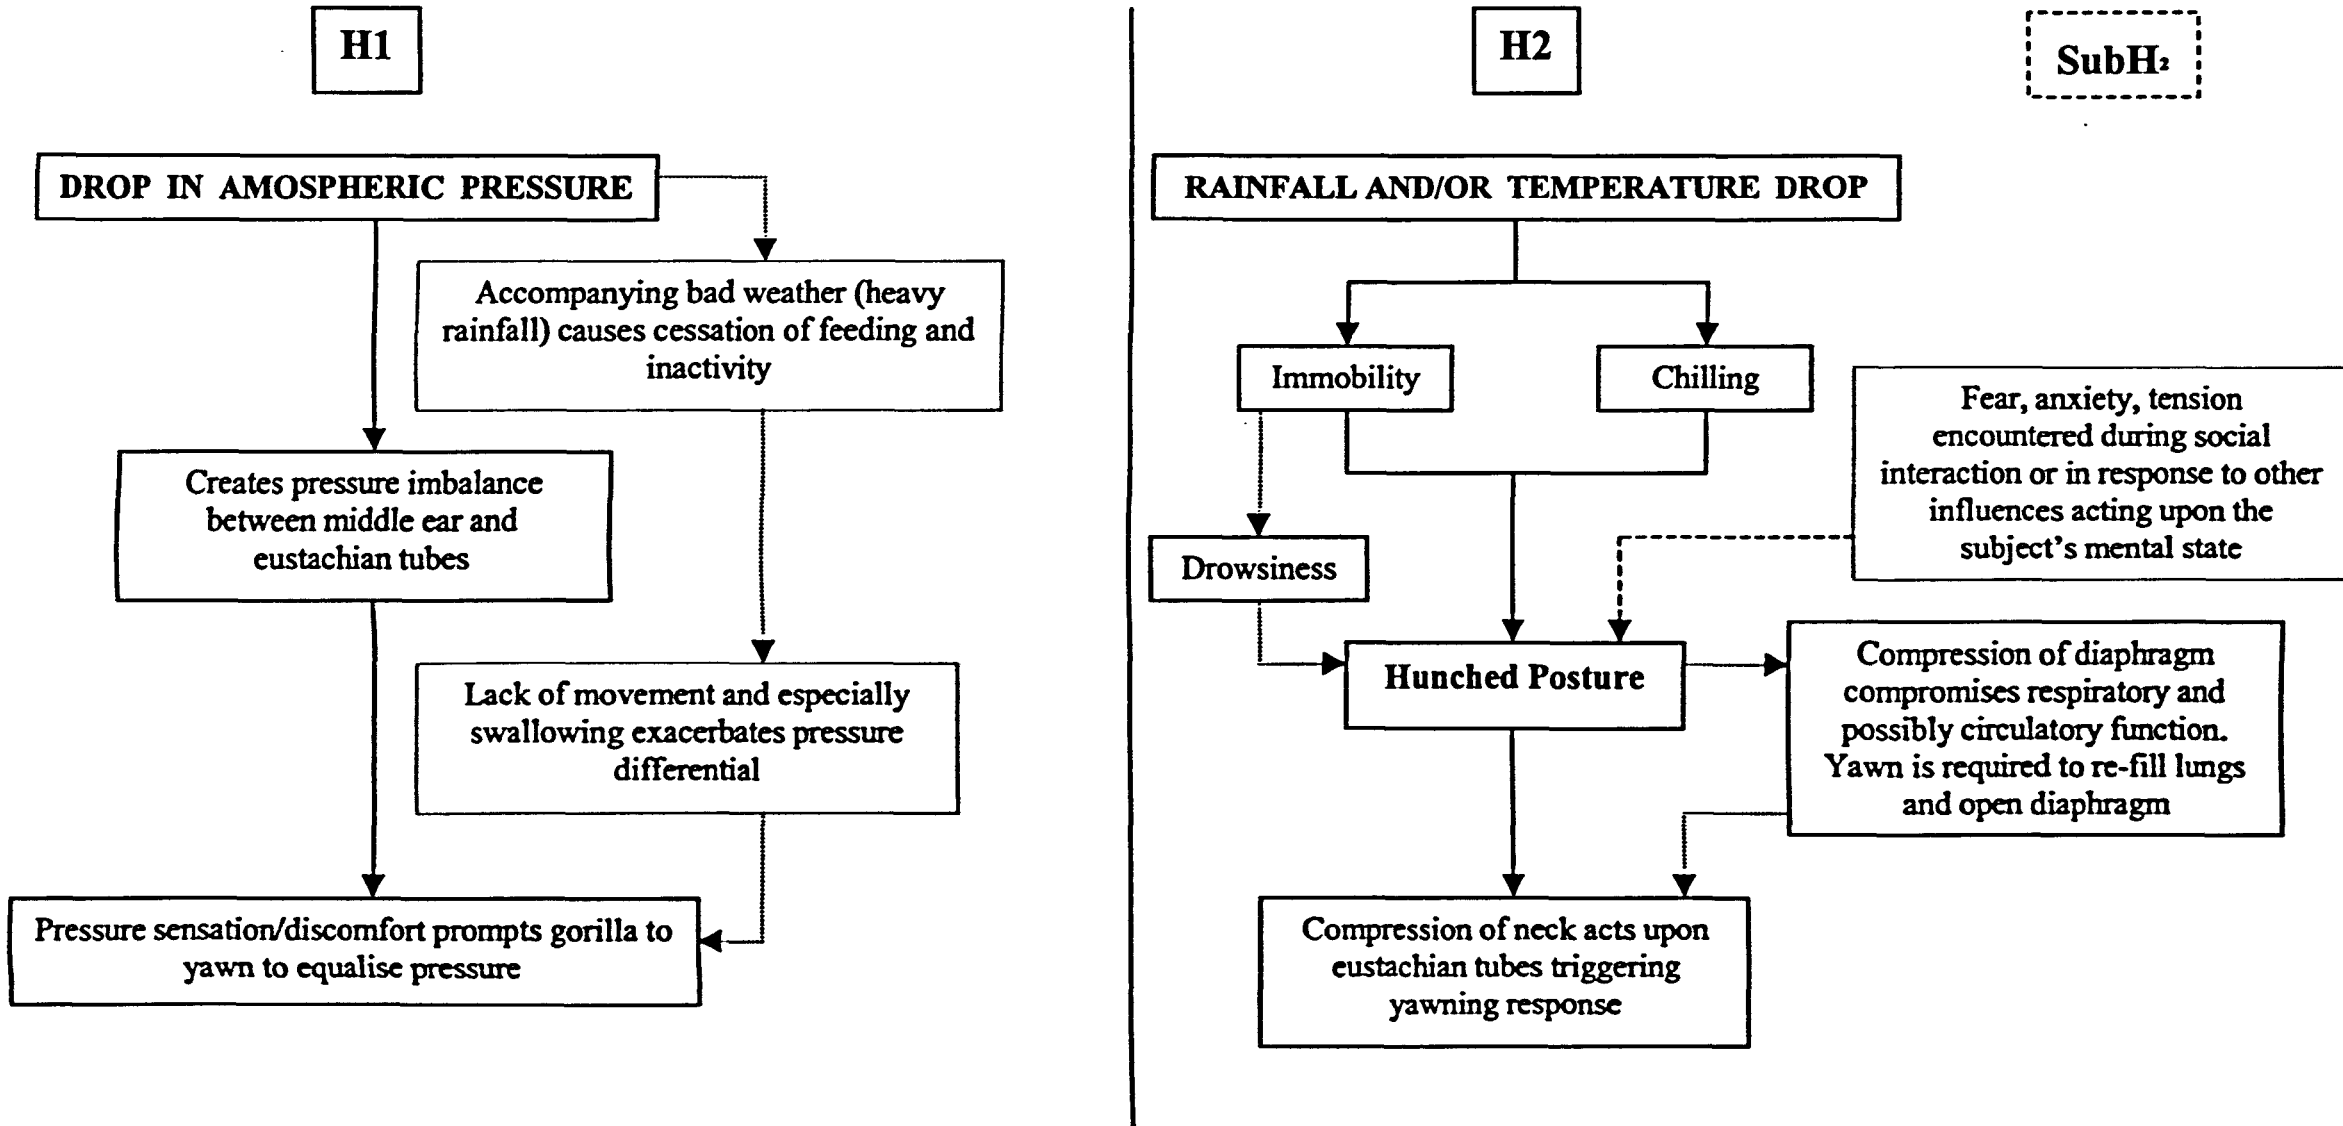 H1
DROP IN AMOSPHERIC PRESSURE
Accompanying bad weather (heavy
rainfall) causes cessation of feeding and
inactivity
Creates pressure imbalance
between middle ear and
eustachian tubes
Lack of movement and especially
swallowing exacerbates pressure
differential
Pressure sensation/discomfort prompts gorilla to
yawn to equalise pressure
H2
SubH₂
RAINFALL AND/OR TEMPERATURE DROP
Immobility
Chilling
Fear, anxiety, tension
encountered during social
interaction or in response to other
influences acting upon the
subject's mental state
Drowsiness
Hunched Posture
Compression of diaphragm
compromises respiratory and
possibly circulatory function.
Yawn is required to re-fill lungs
and open diaphragm
Compression of neck acts upon
eustachian tubes triggering
yawning response